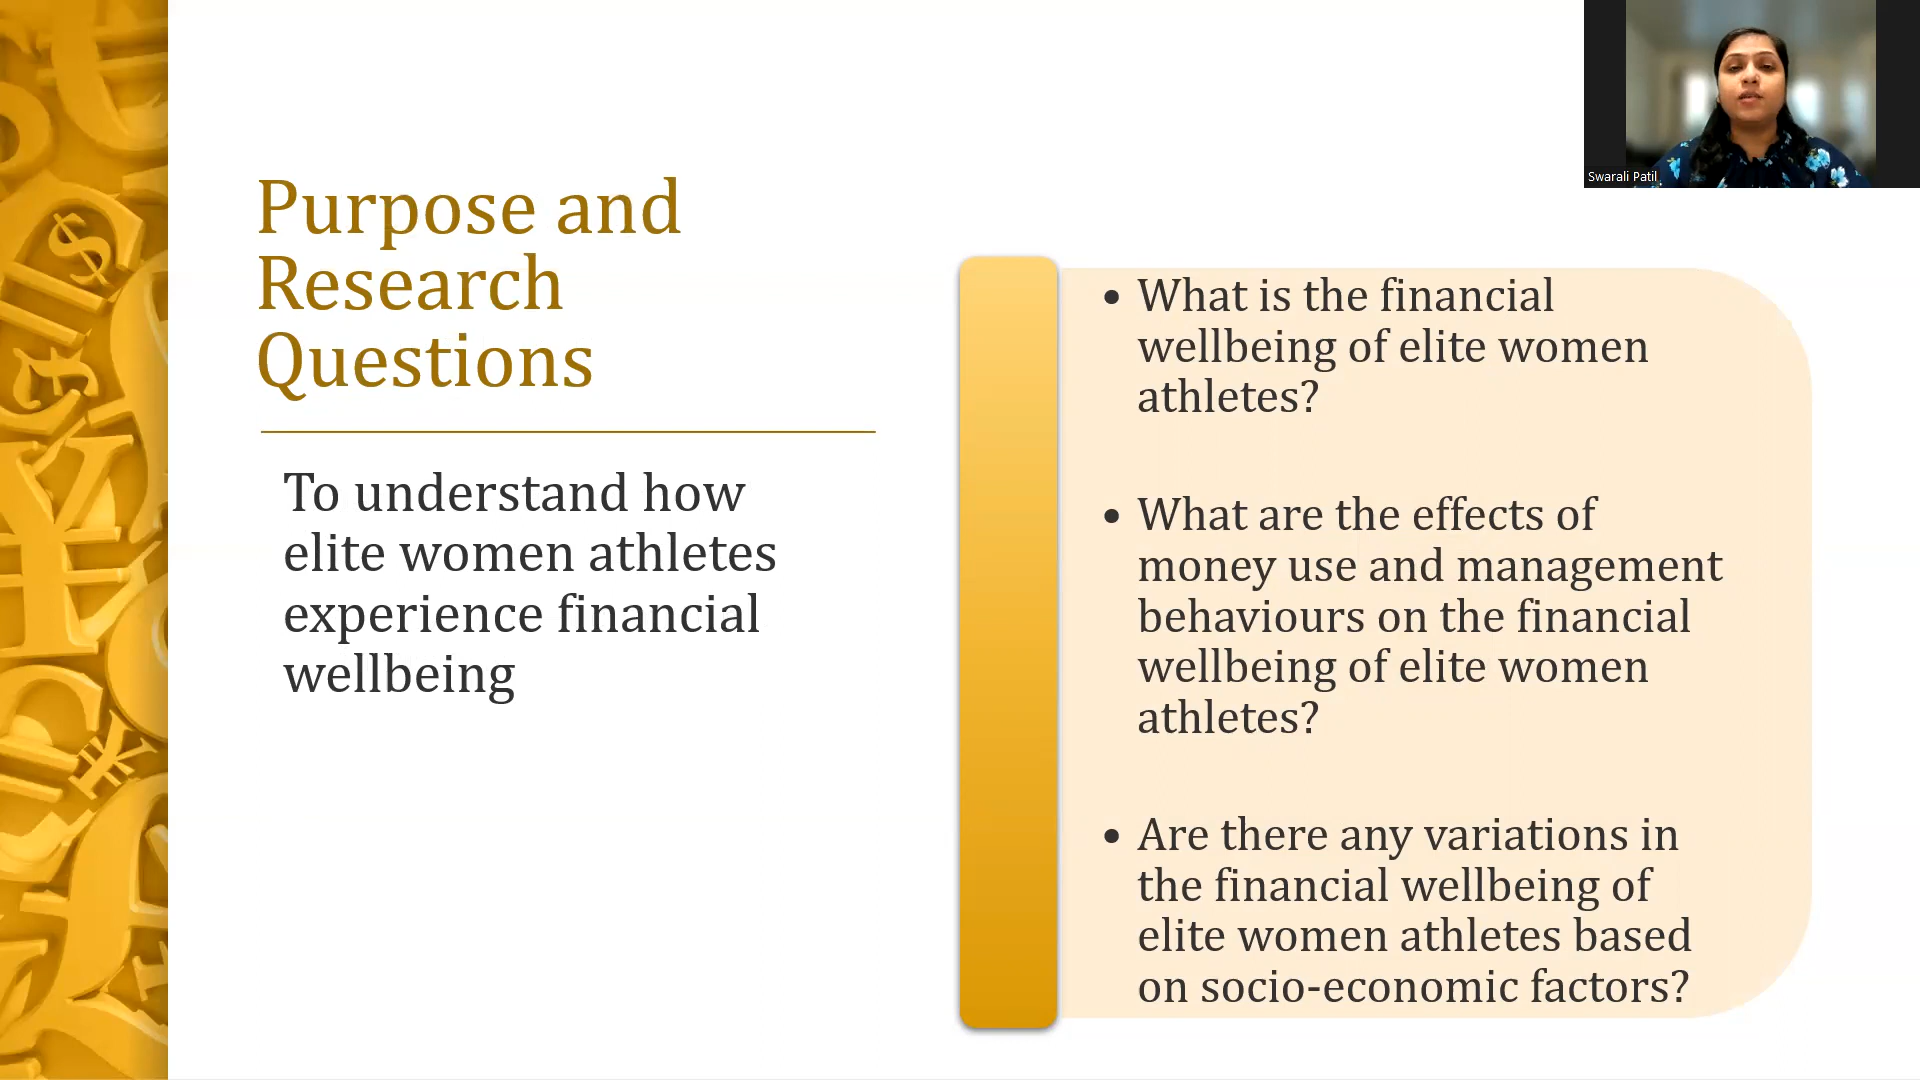 Purpose and
Research
Questions
To understand how
elite women athletes
experience financial
wellbeing
• What is the financial
wellbeing of elite women
athletes?
• What are the effects of
money use and management
behaviours on the financial
wellbeing of elite women
athletes?
• Are there any variations in
the financial wellbeing of
elite women athletes based
on socio-economic factors?
Swarali Patil